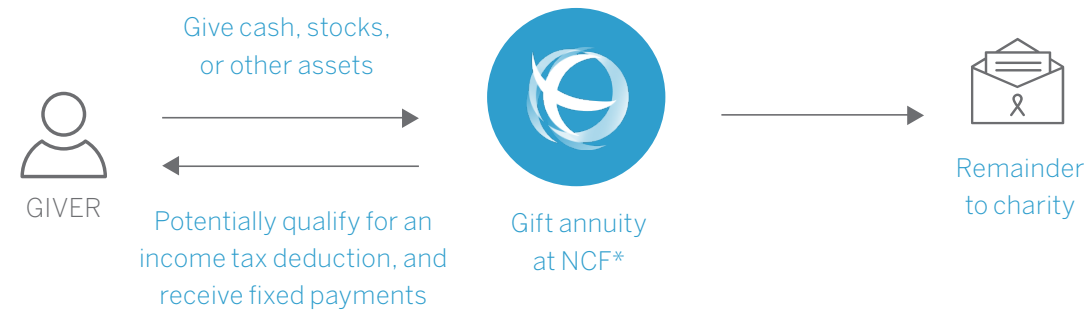 Give cash, stocks,
or other assets
GIVER
Potentially qualify for an
income tax deduction, and
receive fixed payments
Gift annuity
at NCF*
Remainder
to charity